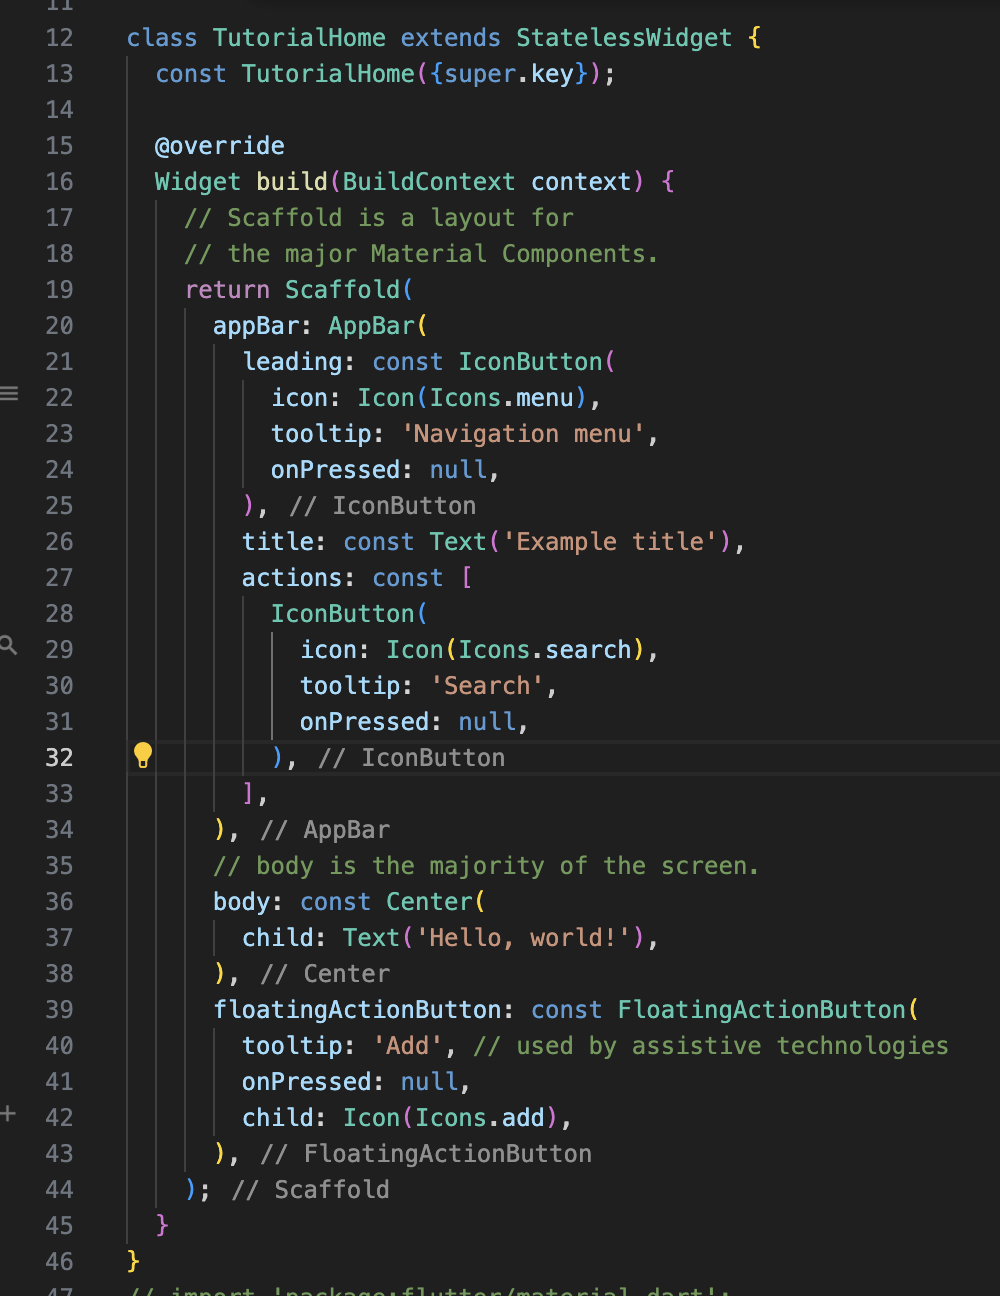 11
12 class TutorialHome extends StatelessWidget {
13 const TutorialHome({super.key});
14
15 @override
16 Widget build(BuildContext context) {
17 // Scaffold is a layout for
18 // the major Material Components.
19 return Scaffold(
20 appBar: AppBar(
21 leading: const IconButton(
22 icon: Icon(Icons.menu),
23 tooltip: 'Navigation menu',
24 onPressed: null,
25 ), // IconButton
26 title: const Text('Example title'),
27 actions: const [
28 IconButton(
29 icon: Icon(Icons.search),
30 tooltip: 'Search',
31 onPressed: null,
32 ), // IconButton
33 ],
34 ), // AppBar
35 // body is the majority of the screen.
36 body: const Center(
37 child: Text('Hello, world!'),
38 ), // Center
39 floatingActionButton: const FloatingActionButton(
40 tooltip: 'Add', // used by assistive technologies
41 onPressed: null,
42 child: Icon(Icons.add),
43 ), // FloatingActionButton
44 ); // Scaffold
45 }
46 }
47 // import 'package:flutter/material.dart';